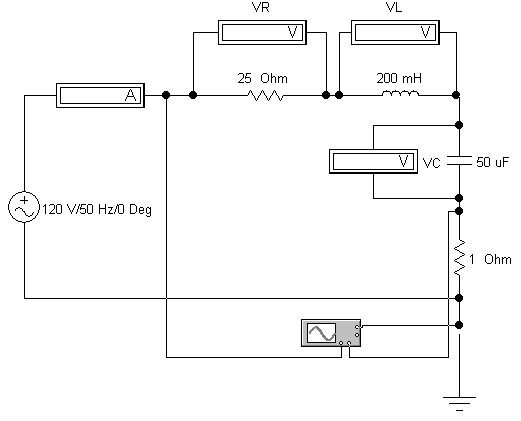 VR
VL
V
V
25 Ohm
200 mH
A
V
VC
50 uF
120 V/50 Hz/0 Deg
1 Ohm